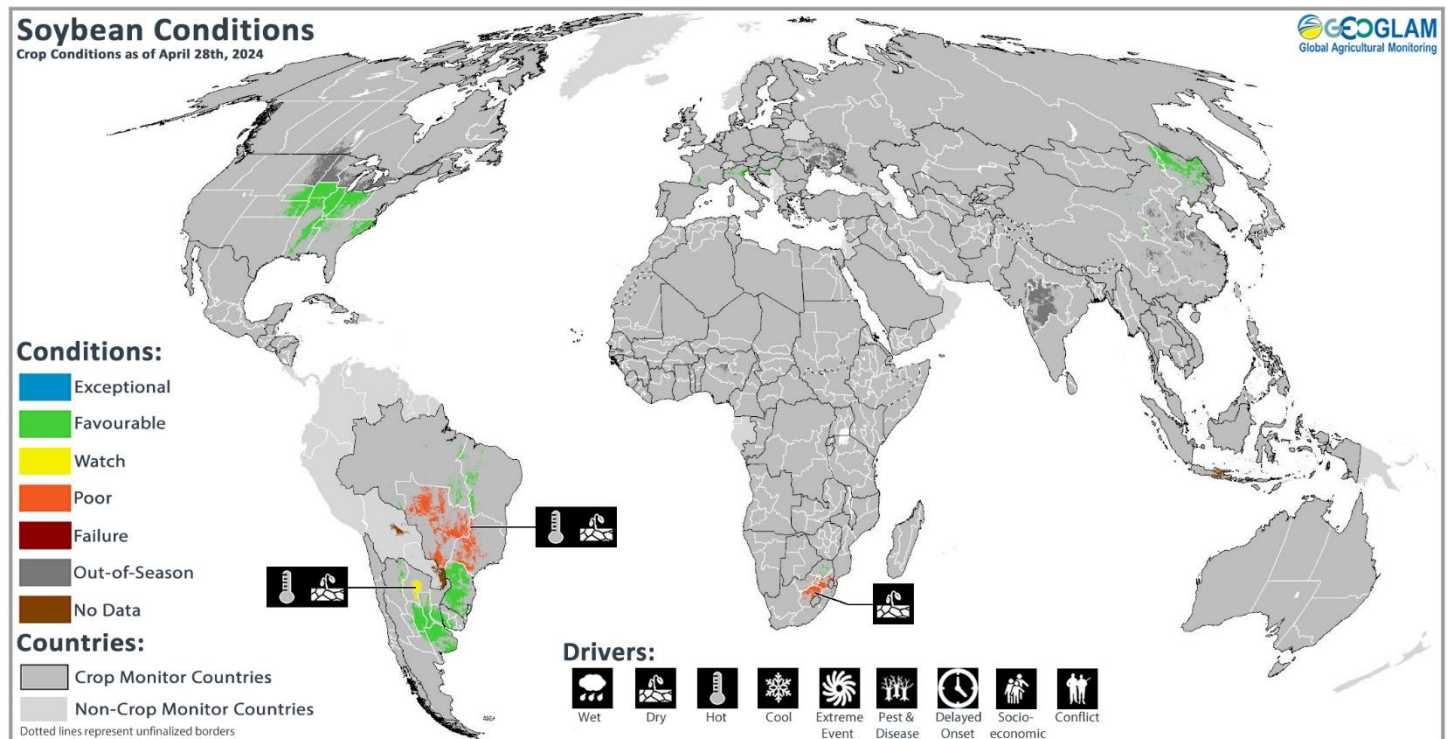 Soybean Conditions
Crop Conditions as of April 28th, 2024
GEOGLAM
Global Agricultural Monitoring
Conditions:
Exceptional
Favourable
Watch
Poor
Failure
Out-of-Season
No Data
Countries:
Crop Monitor Countries
Non-Crop Monitor Countries
Dotted lines represent unfinalized borders
Drivers:
Wet
Dry
Hot
Cool
Extreme
Event
Pest &
Disease
Delayed
Onset
Socio-
economic
Conflict